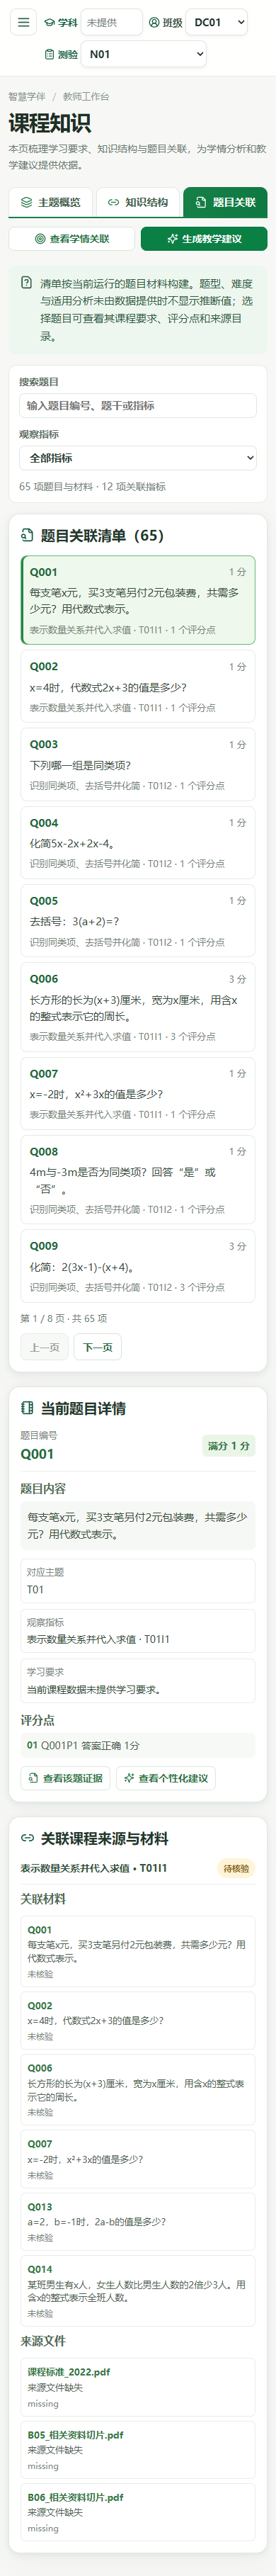 学科 未提供 班级 DC01
测验 N01
智慧学伴 / 教师工作台
课程知识
本页梳理学习要求、知识结构与题目关联，为学情分析和教
学建议提供依据。
主题概览 知识结构 题目关联
查看学情关联 生成教学建议
清单按当前运行的题目材料构建。题型、难度
与适用分析未由数据提供时不显示推断值；选
择题目可查看其课程要求、评分点和来源目
录。
搜索题目
输入题目编号、题干或指标
观察指标
全部指标
65 项题目与材料 · 12 项关联指标
题目关联清单（65）
Q001 1 分
每支笔x元，买3支笔另付2元包装费，共需多
少元？用代数式表示。
表示数量关系并代入求值 · T01I1 · 1 个评分点
Q002 1 分
x=4时，代数式2x+3的值是多少？
表示数量关系并代入求值 · T01I1 · 1 个评分点
Q003 1 分
下列哪一组是同类项？
识别同类项、去括号并化简 · T01I2 · 1 个评分点
Q004 1 分
化简5x-2x+2x-4。
识别同类项、去括号并化简 · T01I2 · 1 个评分点
Q005 1 分
去括号：3(a+2)=?
识别同类项、去括号并化简 · T01I2 · 1 个评分点
Q006 3 分
长方形的长为(x+3)厘米，宽为x厘米，用含x
的整式表示它的周长。
表示数量关系并代入求值 · T01I1 · 3 个评分点
Q007 1 分
x=-2时，x²+3x的值是多少？
表示数量关系并代入求值 · T01I1 · 1 个评分点
Q008 1 分
4m与-3m是否为同类项？回答“是”或
“否”。
识别同类项、去括号并化简 · T01I2 · 1 个评分点
Q009 3 分
化简：2(3x-1)-(x+4)。
识别同类项、去括号并化简 · T01I2 · 3 个评分点
第 1 / 8 页 · 共 65 项
上一页 下一页
当前题目详情
题目编号
Q001 满分 1 分
题目内容
每支笔x元，买3支笔另付2元包装费，共需多少
元？用代数式表示。
对应主题
T01
观察指标
表示数量关系并代入求值 · T01I1
学习要求
当前课程数据未提供学习要求。
评分点
01 Q001P1 答案正确 1分
查看该题证据 查看个性化建议
关联课程来源与材料
表示数量关系并代入求值 • T01I1 待核验
关联材料
Q001
每支笔x元，买3支笔另付2元包装费，共需多少元？用
代数式表示。
未核验
Q002
x=4时，代数式2x+3的值是多少？
未核验
Q006
长方形的长为(x+3)厘米，宽为x厘米，用含x的整式表
示它的周长。
未核验
Q007
x=-2时，x²+3x的值是多少？
未核验
Q013
a=2，b=-1时，2a-b的值是多少？
未核验
Q014
某班男生有x人，女生人数比男生人数的2倍少3人。用
含x的整式表示全班人数。
未核验
来源文件
课程标准_2022.pdf
来源文件缺失
missing
B05_相关资料切片.pdf
来源文件缺失
missing
B06_相关资料切片.pdf
来源文件缺失
missing